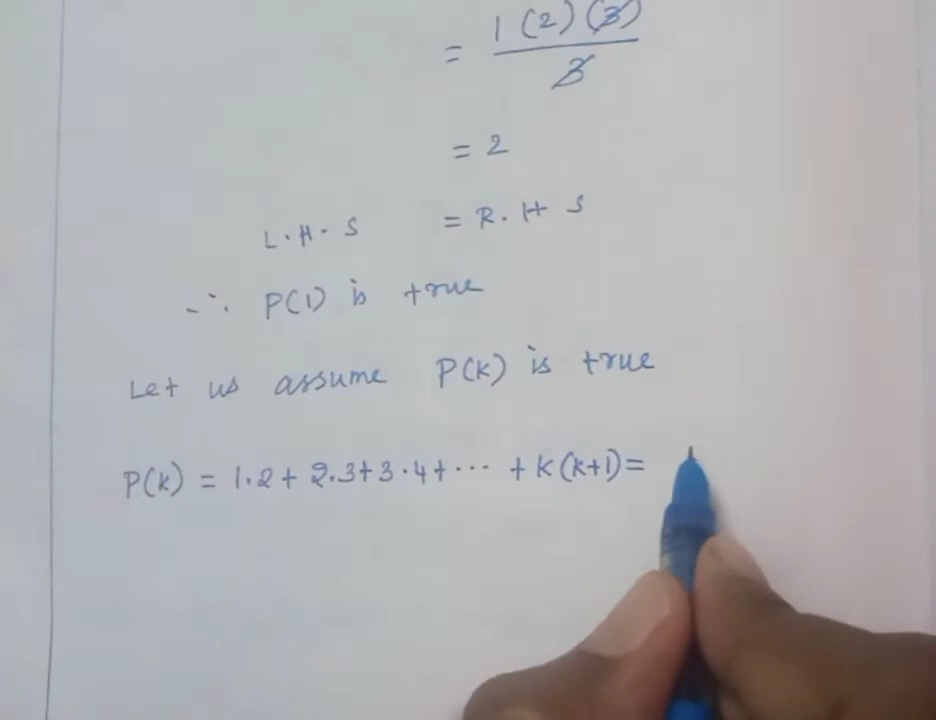 = 1 (2) (3) / 3
= 2
L.H.S = R.H S
∴ P(1) is true
Let us assume P(k) is true
P(k) = 1.2 + 2.3 + 3.4 + ... + k (k+1) =